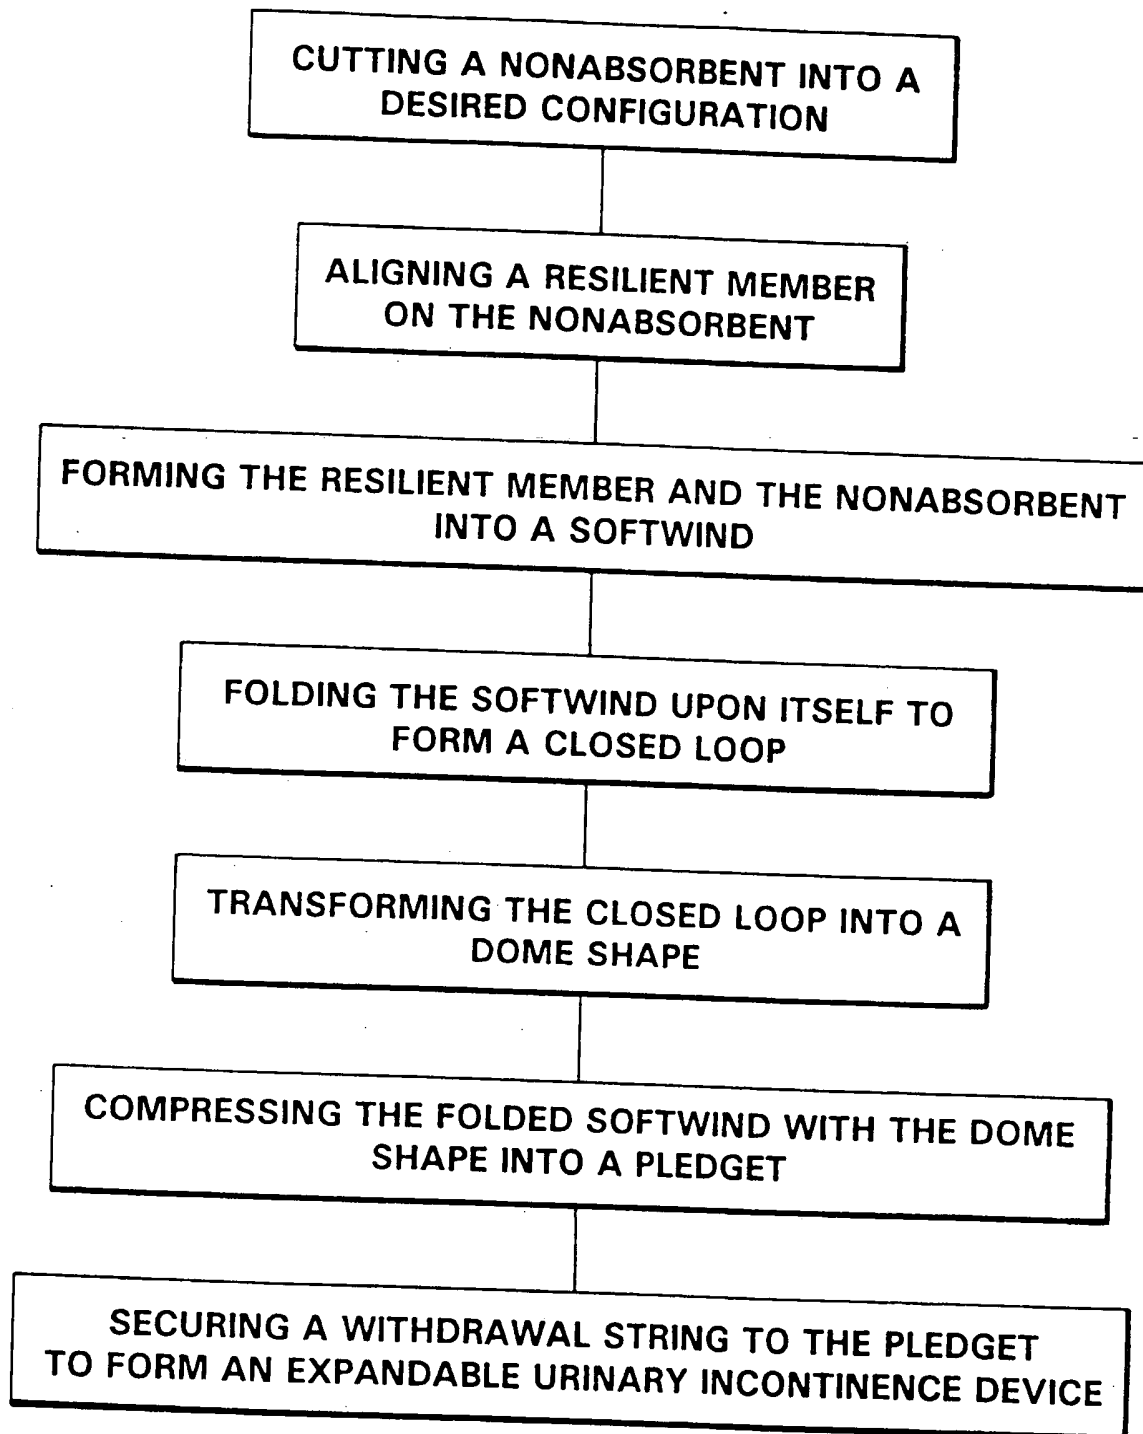 CUTTING A NONABSORBENT INTO A
DESIRED CONFIGURATION
ALIGNING A RESILIENT MEMBER
ON THE NONABSORBENT
FORMING THE RESILIENT MEMBER AND THE NONABSORBENT
INTO A SOFTWIND
FOLDING THE SOFTWIND UPON ITSELF TO
FORM A CLOSED LOOP
TRANSFORMING THE CLOSED LOOP INTO A
DOME SHAPE
COMPRESSING THE FOLDED SOFTWIND WITH THE DOME
SHAPE INTO A PLEDGET
SECURING A WITHDRAWAL STRING TO THE PLEDGET
TO FORM AN EXPANDABLE URINARY INCONTINENCE DEVICE